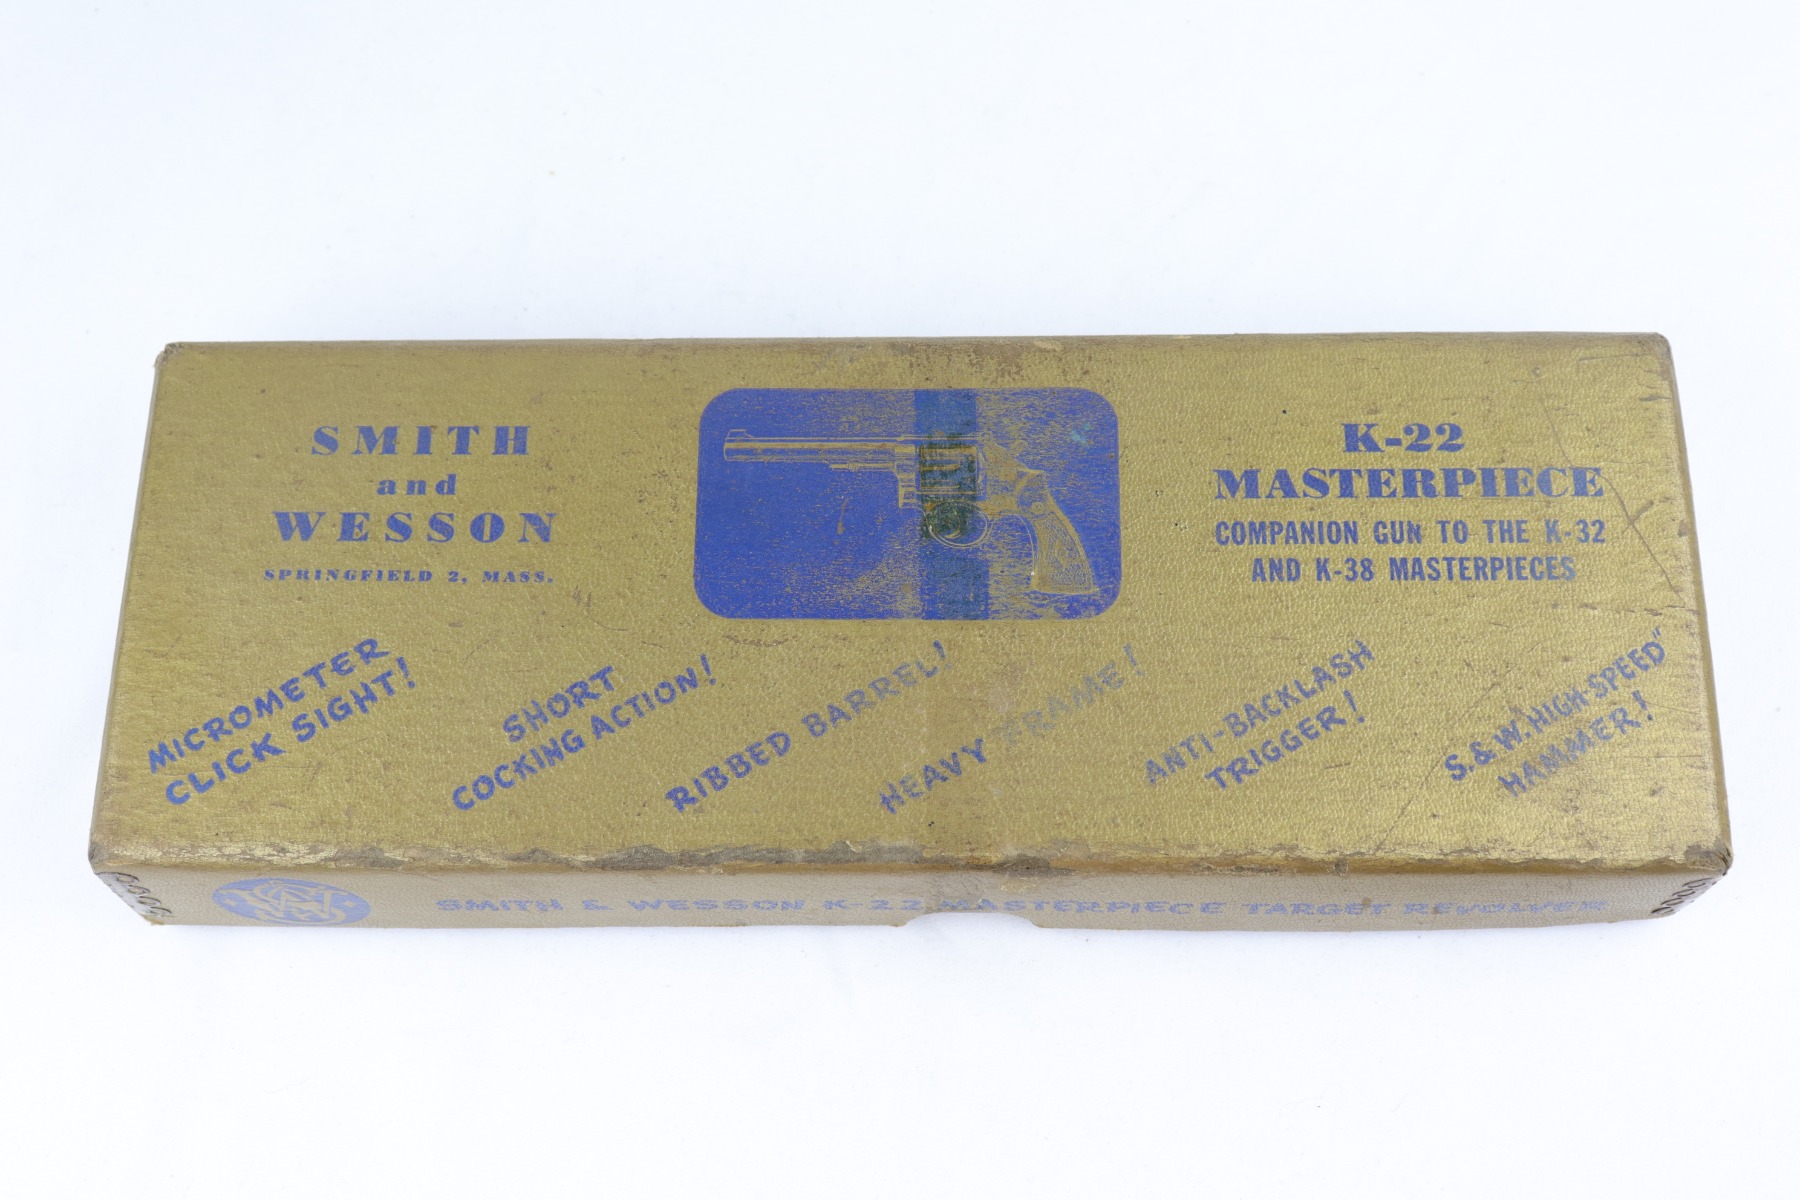 SMITH
and
WESSON
SPRINGFIELD 2, MASS.
K-22
MASTERPIECE
COMPANION GUN TO THE K-32
AND K-38 MASTERPIECES
MICROMETER
CLICK SIGHT!
SHORT
COCKING ACTION!
RIBBED BARREL!
HEAVY FRAME!
ANTI-BACKLASH
TRIGGER!
S.&W. HIGH-SPEED"
HAMMER!
SMITH & WESSON K-22 MASTERPIECE TARGET REVOLVER